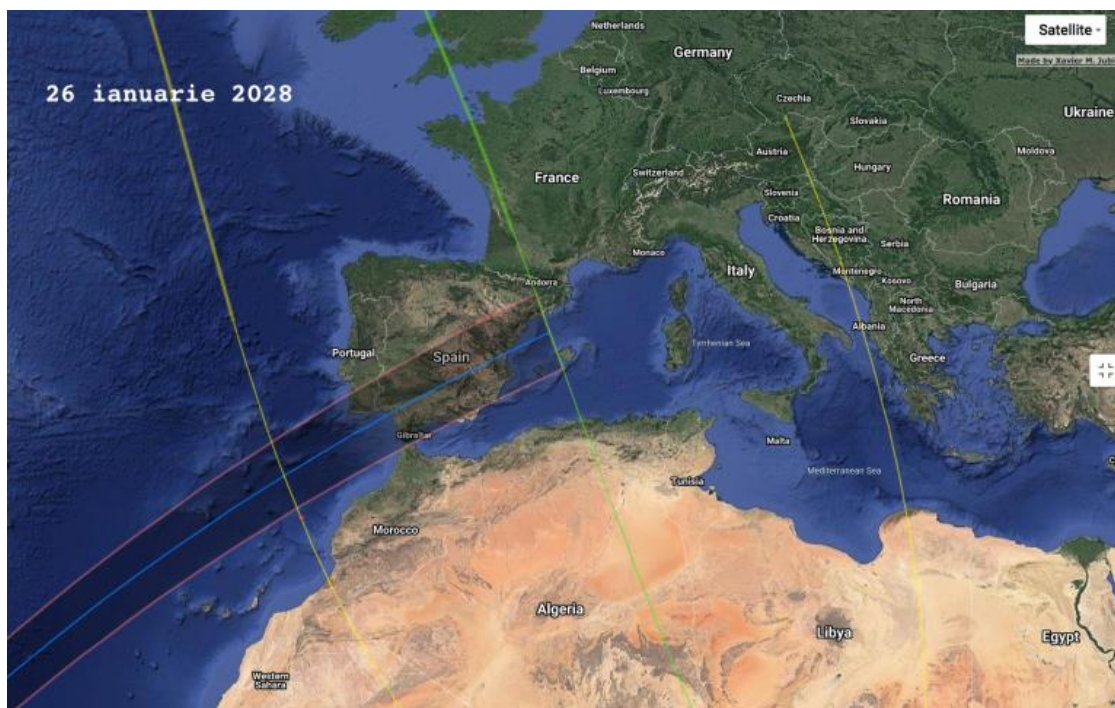 Satellite
Made by Xavier M. Jubi
26 ianuarie 2028
Netherlands
Germany
Belgium
Luxembourg
Czechia
Ukraine
Slovakia
Moldova
Austria
France
Switzerland
Hungary
Slovenia
Romania
Croatia
Bosnia and
Herzegovina
Serbia
Monaco
Italy
Andorra
Montenegro
Kosovo
Bulgaria
North
Macedonia
Albania
Portugal
Spain
Tyrrhenian Sea
Greece
Gibraltar
Malta
Mediterranean Sea
Tunisia
Morocco
Algeria
Libya
Egypt
Western
Sahara